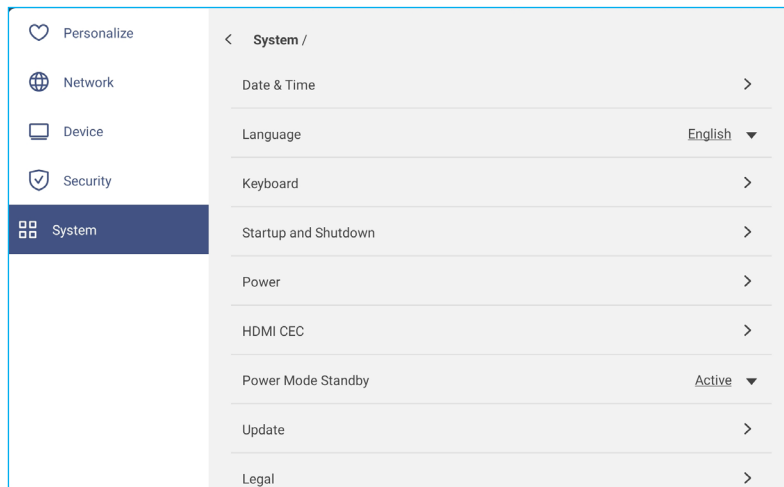 Personalize
Network
Device
Security
System
System /
Date & Time
Language English
Keyboard
Startup and Shutdown
Power
HDMI CEC
Power Mode Standby Active
Update
Legal